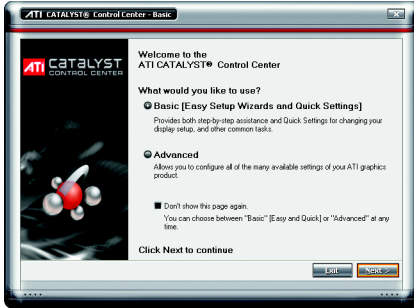 ATI CATALYST® Control Center - Basic
ATI CATALYST
CONTROL CENTER
Welcome to the
ATI CATALYST® Control Center
What would you like to use?
Basic [Easy Setup Wizards and Quick Settings]
Provides both step-by-step assistance and Quick Settings for changing your
display setup, and other common tasks.
Advanced
Allows you to configure all of the many available settings of your ATI graphics
product.
Don't show this page again.
You can choose between "Basic" [Easy and Quick] or "Advanced" at any
time.
Click Next to continue
Exit
Next >